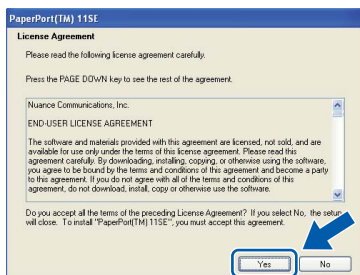 PaperPort(TM) 11SE
License Agreement
Please read the following license agreement carefully.
Press the PAGE DOWN key to see the rest of the agreement.
Nuance Communications, Inc.
END-USER LICENSE AGREEMENT
The software and materials provided with this agreement are licensed, not sold, and are
available for use only under the terms of this license agreement. Please read this
agreement carefully. By downloading, installing, copying, or otherwise using the software,
you agree to be bound by the terms and conditions of this agreement and become a party
to this agreement. If you do not agree with all of the terms and conditions of this
agreement, do not download, install, copy or otherwise use the software.
Do you accept all the terms of the preceding License Agreement? If you select No, the setup
will close. To install "PaperPort(TM) 11SE", you must accept this agreement.
Yes
No